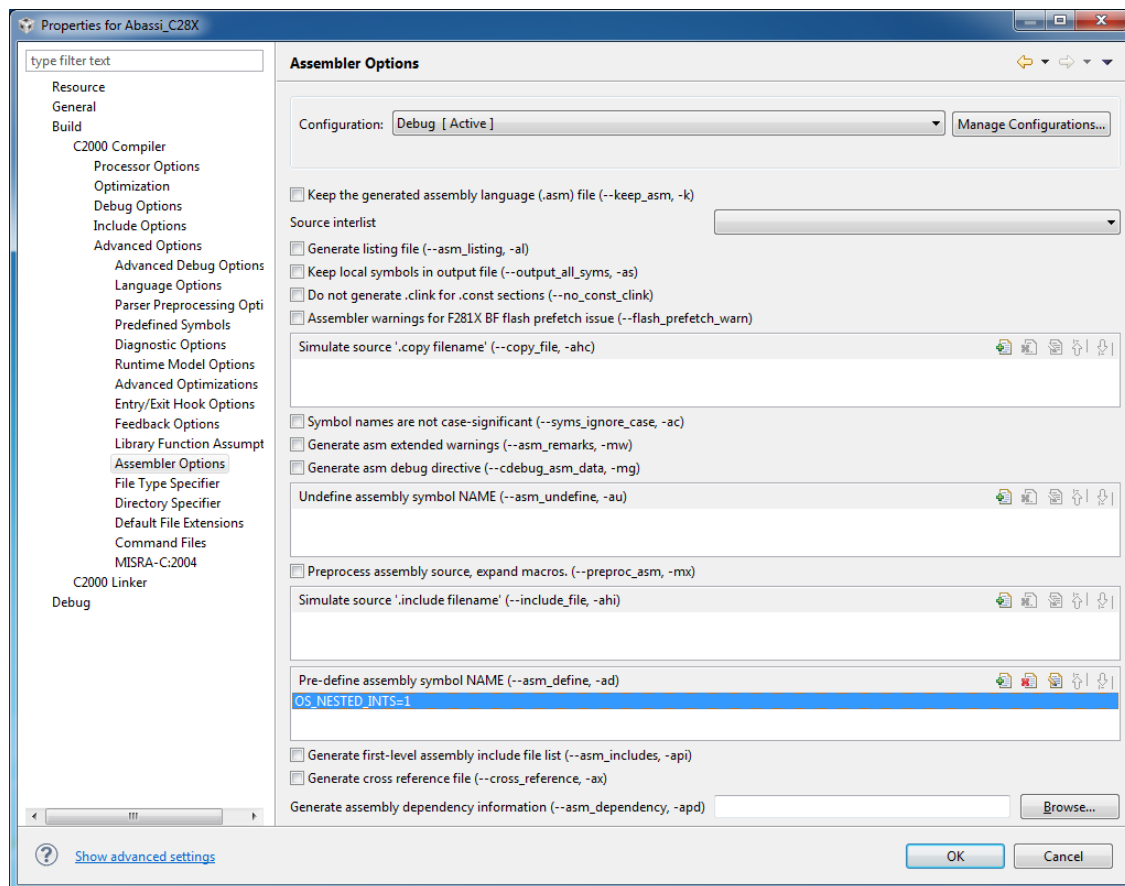 Properties for Abassi_C28X
type filter text
Resource
General
Build
C2000 Compiler
Processor Options
Optimization
Debug Options
Include Options
Advanced Options
Advanced Debug Options
Language Options
Parser Preprocessing Opti
Predefined Symbols
Diagnostic Options
Runtime Model Options
Advanced Optimizations
Entry/Exit Hook Options
Feedback Options
Library Function Assumpt
Assembler Options
File Type Specifier
Directory Specifier
Default File Extensions
Command Files
MISRA-C:2004
C2000 Linker
Debug
Assembler Options
Configuration: Debug [ Active ] Manage Configurations...
Keep the generated assembly language (.asm) file (--keep_asm, -k)
Source interlist
Generate listing file (--asm_listing, -al)
Keep local symbols in output file (--output_all_syms, -as)
Do not generate .clink for .const sections (--no_const_clink)
Assembler warnings for F281X BF flash prefetch issue (--flash_prefetch_warn)
Simulate source '.copy filename' (--copy_file, -ahc)
Symbol names are not case-significant (--syms_ignore_case, -ac)
Generate asm extended warnings (--asm_remarks, -mw)
Generate asm debug directive (--cdebug_asm_data, -mg)
Undefine assembly symbol NAME (--asm_undefine, -au)
Preprocess assembly source, expand macros. (--preproc_asm, -mx)
Simulate source '.include filename' (--include_file, -ahi)
Pre-define assembly symbol NAME (--asm_define, -ad)
OS_NESTED_INTS=1
Generate first-level assembly include file list (--asm_includes, -api)
Generate cross reference file (--cross_reference, -ax)
Generate assembly dependency information (--asm_dependency, -apd) Browse...
Show advanced settings
OK Cancel